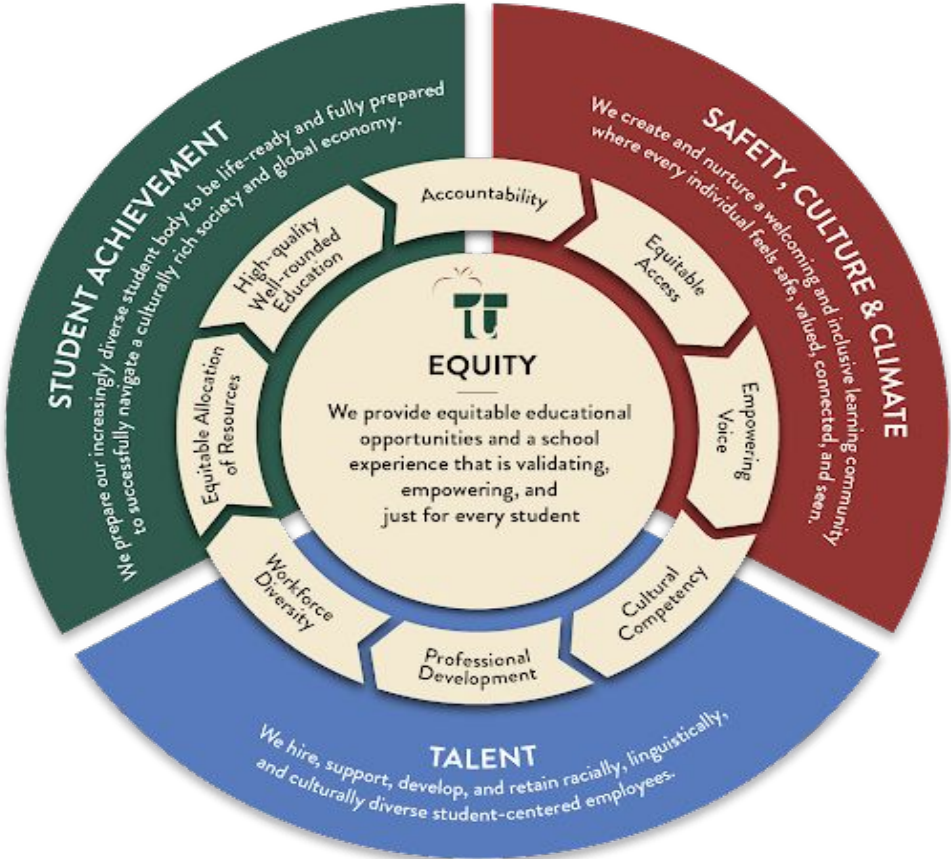 STUDENT ACHIEVEMENT
We prepare our increasingly diverse student body to be life-ready and fully prepared
to successfully navigate a culturally rich society and global economy.
SAFETY, CULTURE & CLIMATE
We create and nurture a welcoming and inclusive learning community
where every individual feels safe, valued, connected, and seen.
Accountability
Equitable
Access
Empowering
Voice
Cultural
Competency
Professional
Development
Workforce
Diversity
Equitable Allocation
of Resources
High-quality
Well-rounded
Education
TU
EQUITY
We provide equitable educational
opportunities and a school
experience that is validating,
empowering, and
just for every student
TALENT
We hire, support, develop, and retain racially, linguistically,
and culturally diverse student-centered employees.